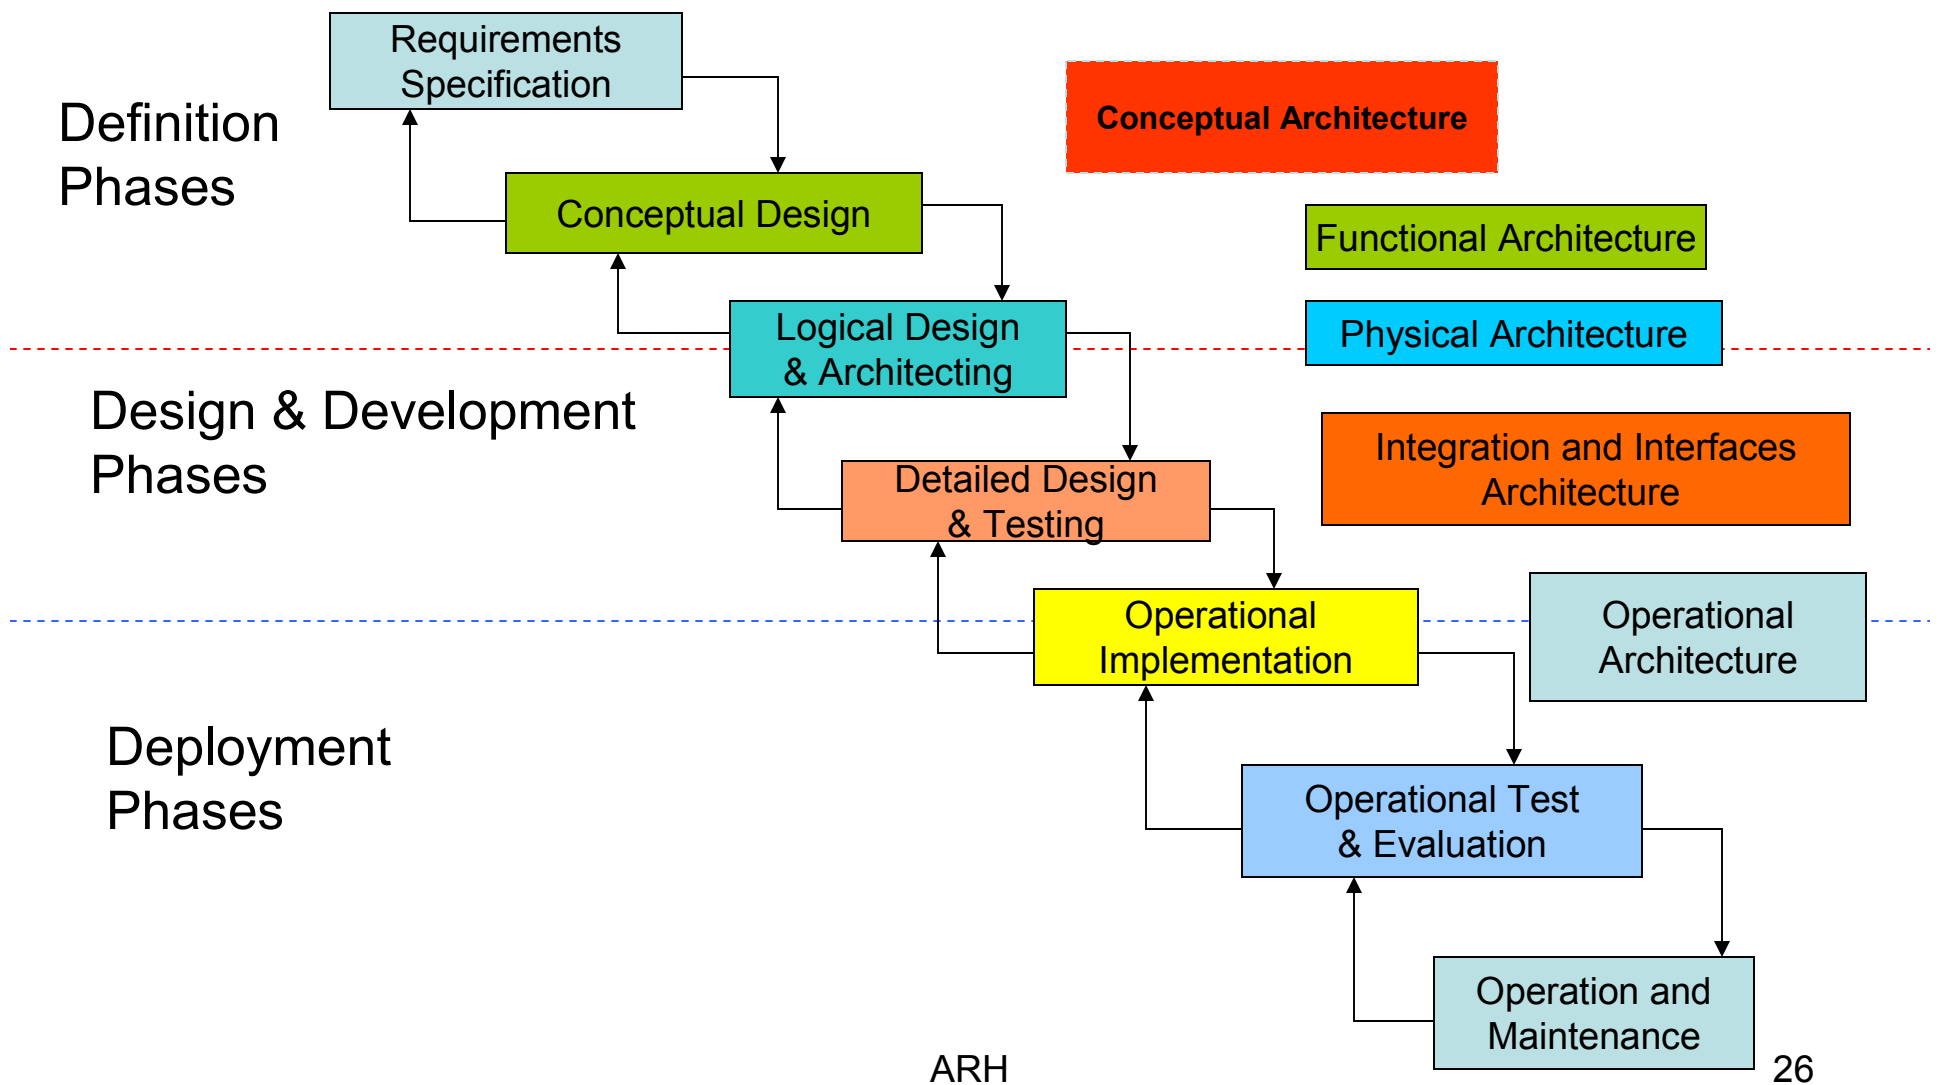 Requirements
Specification
Definition
Phases
Conceptual Architecture
Conceptual Design
Functional Architecture
Logical Design
& Architecting
Physical Architecture
Design & Development
Phases
Integration and Interfaces
Architecture
Detailed Design
& Testing
Operational
Implementation
Operational
Architecture
Deployment
Phases
Operational Test
& Evaluation
Operation and
Maintenance
ARH
26